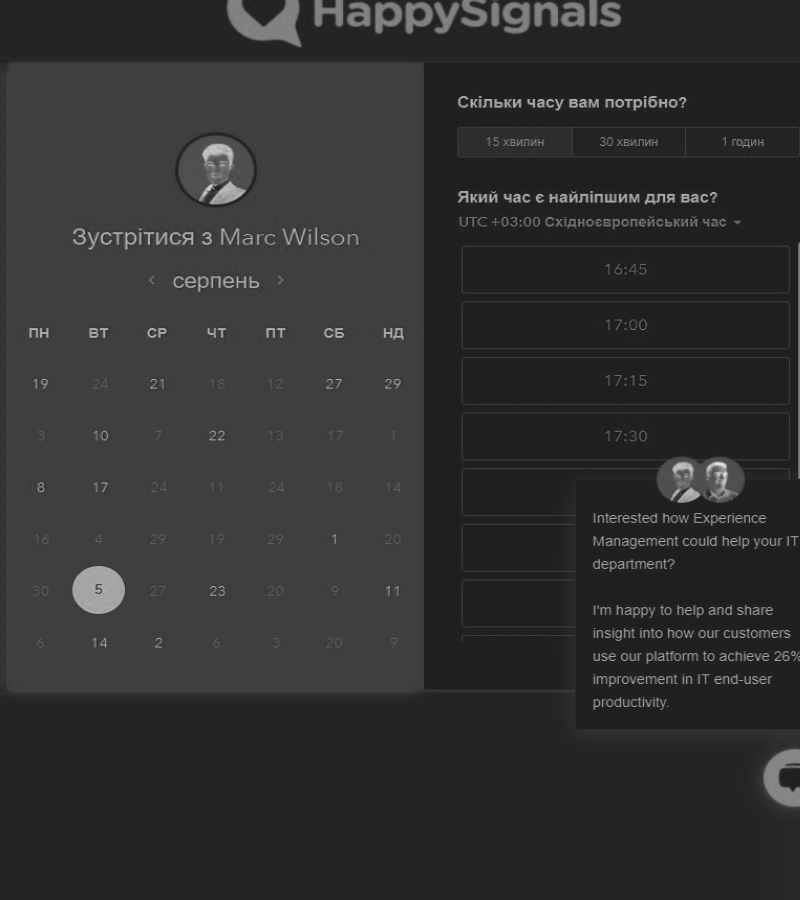 HappySignals
Зустрітися з Marc Wilson
серпень
ПН ВТ СР ЧТ ПТ СБ НД
19 24 21 18 12 27 29
3 10 7 22 13 17 1
8 17 24 11 24 18 14
16 4 29 19 29 1 20
30 5 27 23 20 9 11
6 14 2 6 3 20 9
Скільки часу вам потрібно?
15 хвилин 30 хвилин 1 годин
Який час є найліпшим для вас?
UTC +03:00 Східноєвропейський час
16:45
17:00
17:15
17:30
Interested how Experience
Management could help your IT
department?
I'm happy to help and share
insight into how our customers
use our platform to achieve 26%
improvement in IT end-user
productivity.